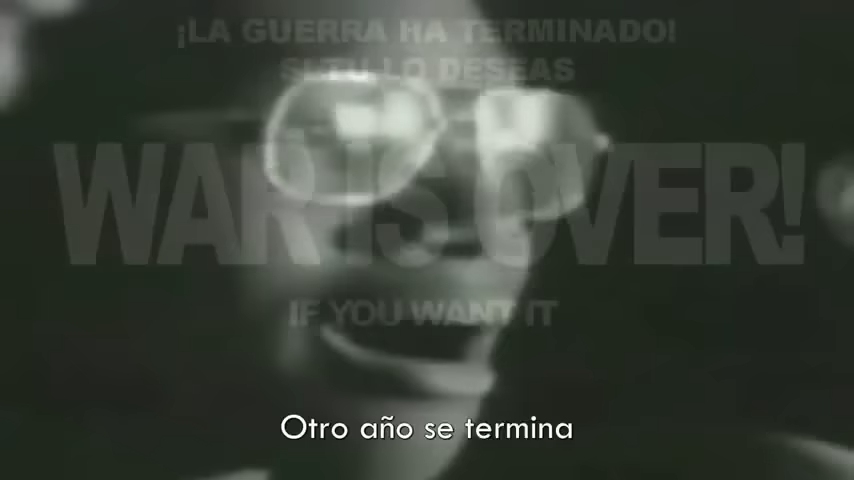 ¡LA GUERRA HA TERMINADO!
SI TU LO DESEAS
WAR IS OVER!
IF YOU WANT IT
Otro año se termina